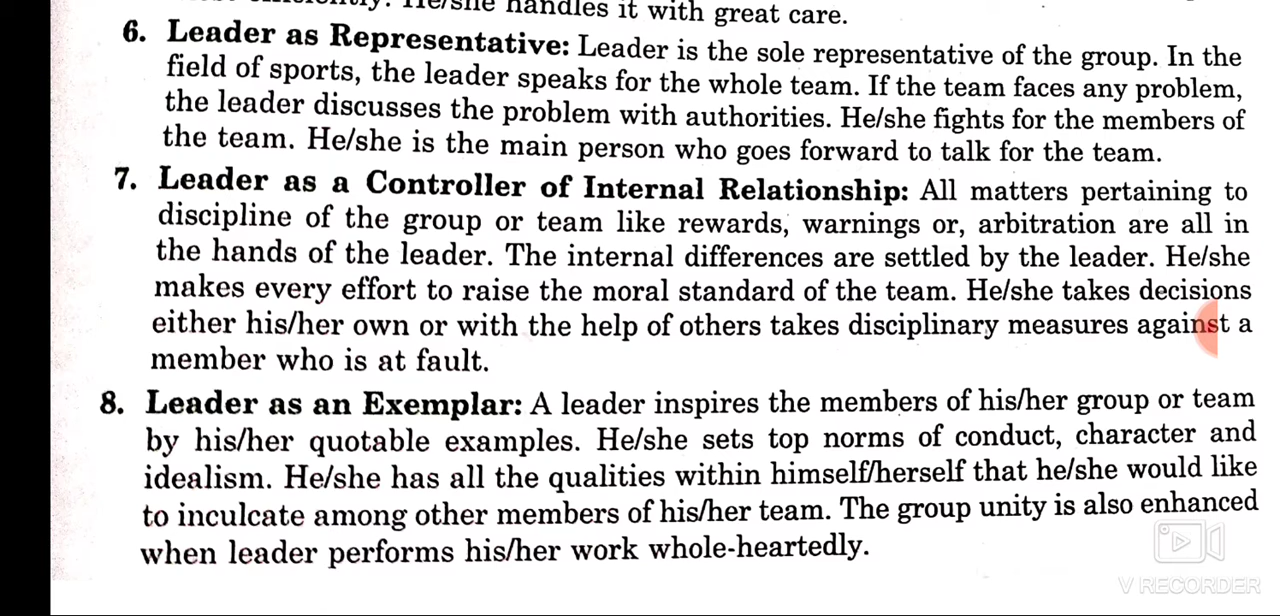 He/she handles it with great care.
6. Leader as Representative: Leader is the sole representative of the group. In the
field of sports, the leader speaks for the whole team. If the team faces any problem,
the leader discusses the problem with authorities. He/she fights for the members of
the team. He/she is the main person who goes forward to talk for the team.
7. Leader as a Controller of Internal Relationship: All matters pertaining to
discipline of the group or team like rewards, warnings or, arbitration are all in
the hands of the leader. The internal differences are settled by the leader. He/she
makes every effort to raise the moral standard of the team. He/she takes decisions
either his/her own or with the help of others takes disciplinary measures against a
member who is at fault.
8. Leader as an Exemplar: A leader inspires the members of his/her group or team
by his/her quotable examples. He/she sets top norms of conduct, character and
idealism. He/she has all the qualities within himself/herself that he/she would like
to inculcate among other members of his/her team. The group unity is also enhanced
when leader performs his/her work whole-heartedly.
V RECORDER